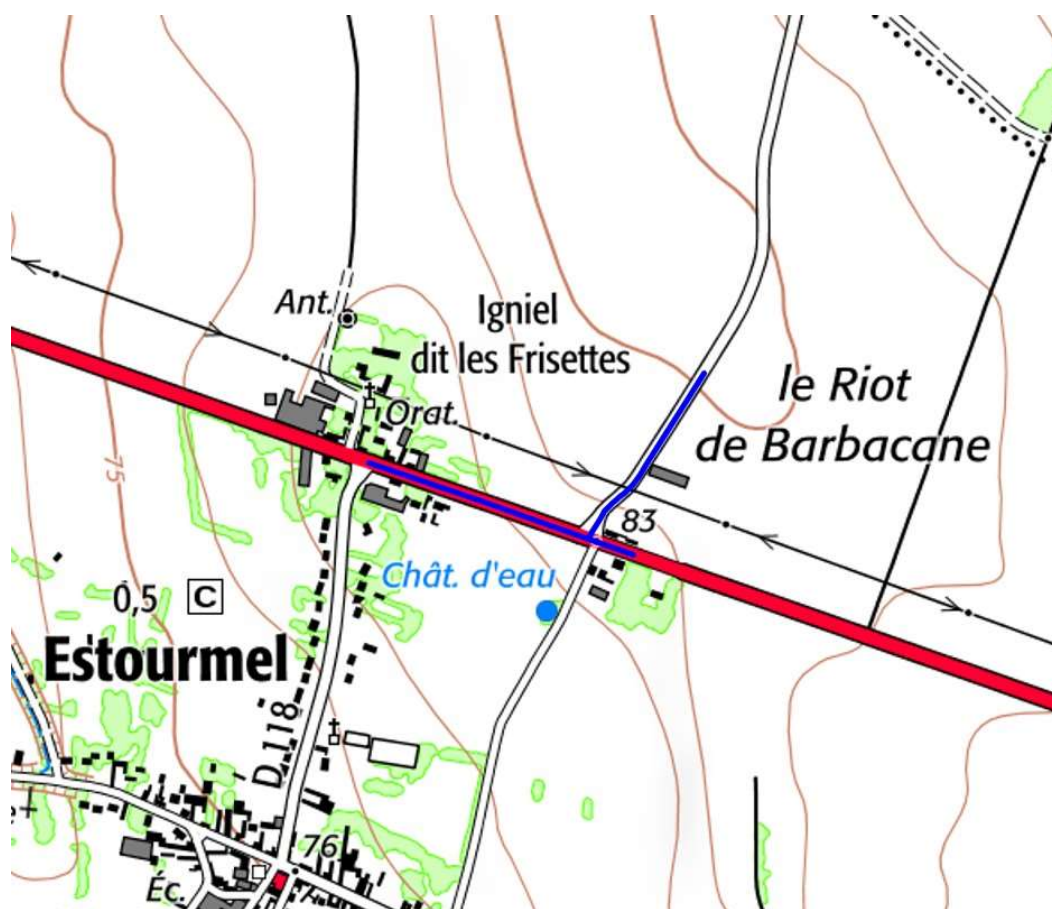 Ant.
Igniel
dit les Frisettes
Orat.
le Riot
de Barbacane
75
83
Chât. d'eau
0,5
C
Estourmel
D 118
76
Éc.